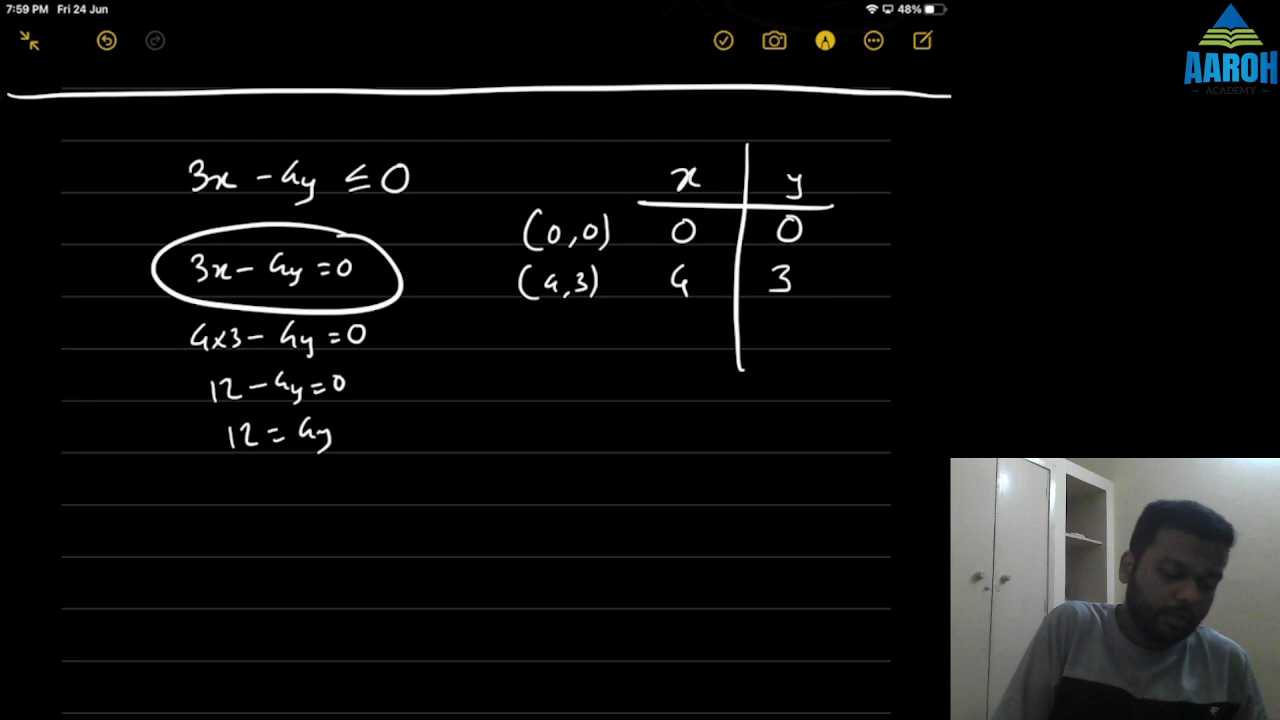 7:59 PM Fri 24 Jun
48%
AAROH
ACADEMY
3x - 4y ≤ 0
3x - 4y = 0
4x3 - 4y = 0
12 - 4y = 0
12 = 4y
x y
(0,0) 0 0
(4,3) 4 3